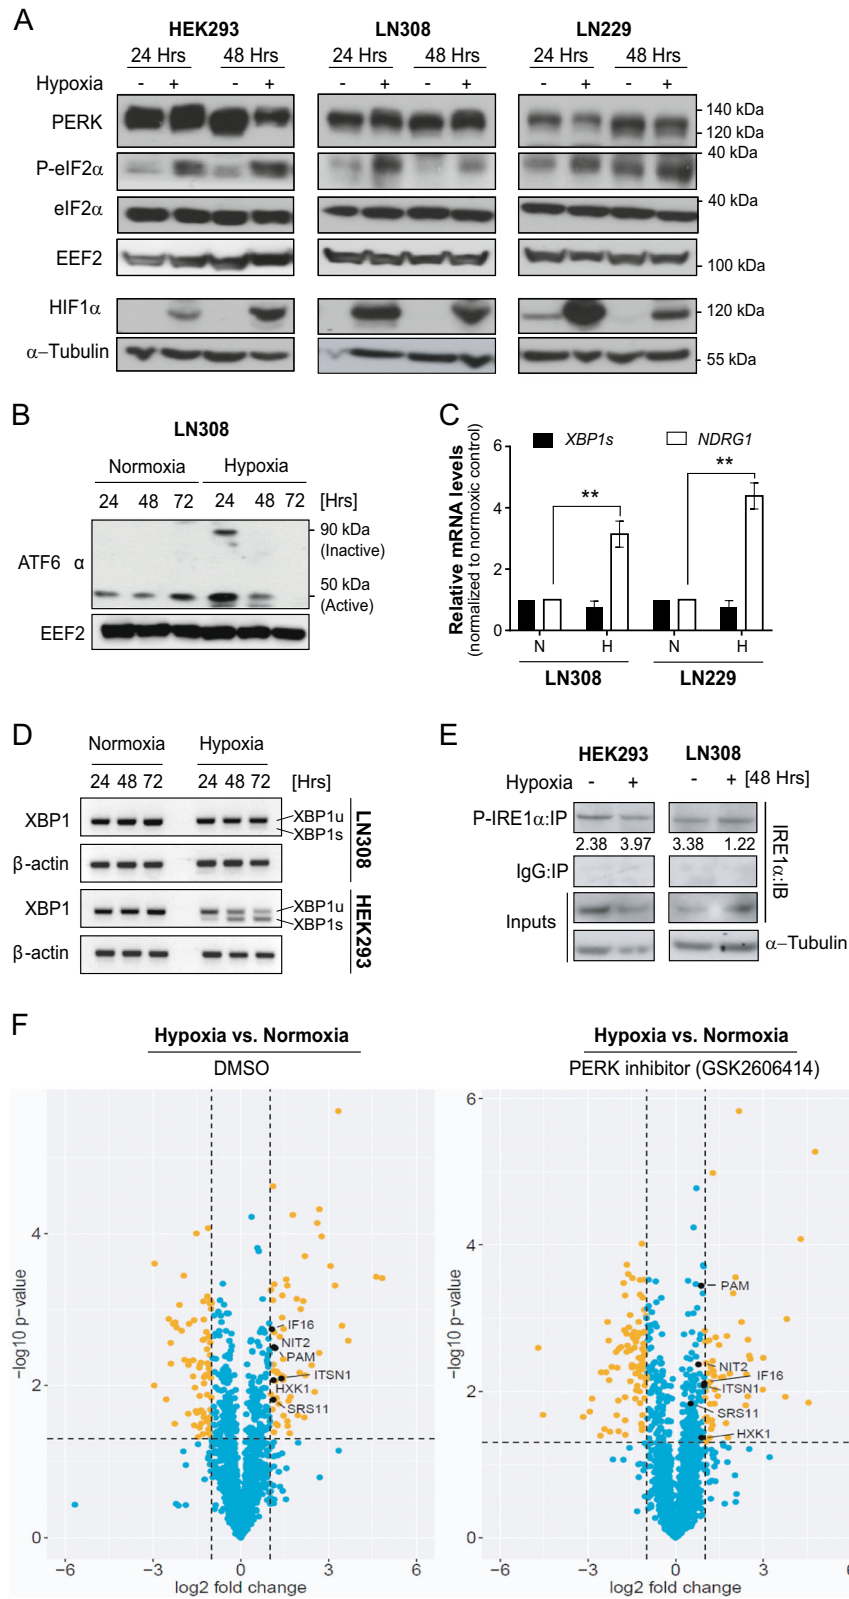 A
HEK293 LN308 LN229
24 Hrs 48 Hrs 24 Hrs 48 Hrs 24 Hrs 48 Hrs
Hypoxia - + - + - + - + - + - +
PERK 140 kDa
120 kDa
P-eIF2α 40 kDa
eIF2α 40 kDa
EEF2 100 kDa
HIF1α 120 kDa
α–Tubulin 55 kDa
B
LN308
Normoxia Hypoxia
24 48 72 24 48 72 [Hrs]
ATF6 α
90 kDa
(Inactive)
50 kDa
(Active)
EEF2
C
XBP1s NDRG1
Relative mRNA levels
(normalized to normoxic control)
6
4
2
0
** **
N H N H
LN308 LN229
D
Normoxia Hypoxia
24 48 72 24 48 72 [Hrs]
XBP1 XBP1u
XBP1s
β-actin
LN308
XBP1 XBP1u
XBP1s
β-actin
HEK293
E
HEK293 LN308
Hypoxia - + - + [48 Hrs]
P-IRE1α:IP
2.38 3.97 3.38 1.22
IgG:IP
Inputs
IRE1α:IB
α–Tubulin
F
Hypoxia vs. Normoxia
DMSO
−log10 p-value
4
2
0
IF16
NIT2
PAM
ITSN1
HXK1
SRS11
−6 −3 0 3 6
log2 fold change
Hypoxia vs. Normoxia
PERK inhibitor (GSK2606414)
−log10 p-value
6
4
2
0
PAM
NIT2
IF16
ITSN1
SRS11
HXK1
−6 −3 0 3 6
log2 fold change